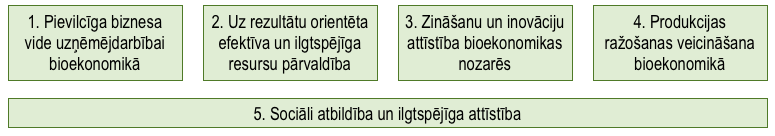 1. Pievilcīga biznesa
vide uzņēmējdarbībai
bioekonomikā
2. Uz rezultātu orientēta
efektīva un ilgtspējīga
resursu pārvaldība
3. Zināšanu un inovāciju
attīstība bioekonomikas
nozarēs
4. Produkcijas
ražošanas veicināšana
bioekonomikā
5. Sociāli atbildība un ilgtspējīga attīstība